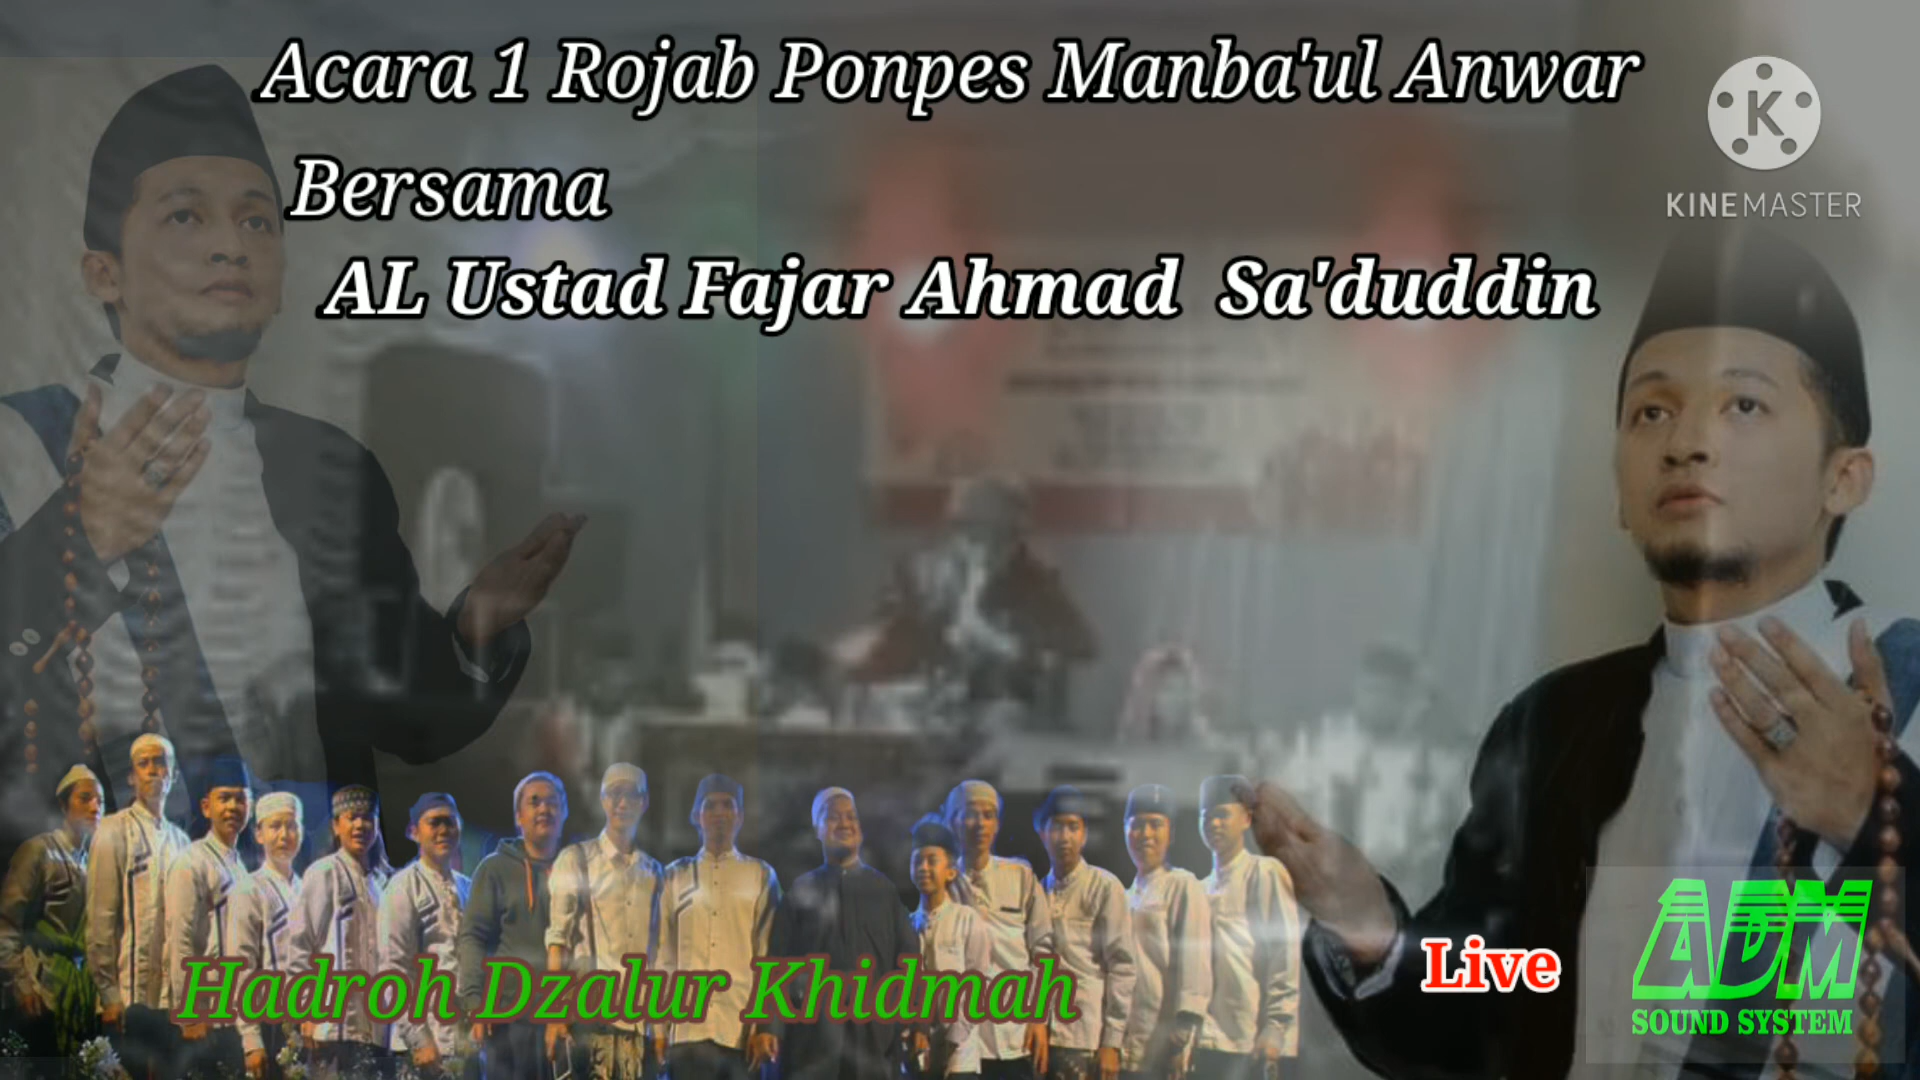 Acara 1 Rojab Ponpes Manba'ul Anwar
K
KINEMASTER
Bersama
AL Ustad Fajar Ahmad Sa'duddin
Hadroh Dzalur Khidmah
Live
ADM
SOUND SYSTEM